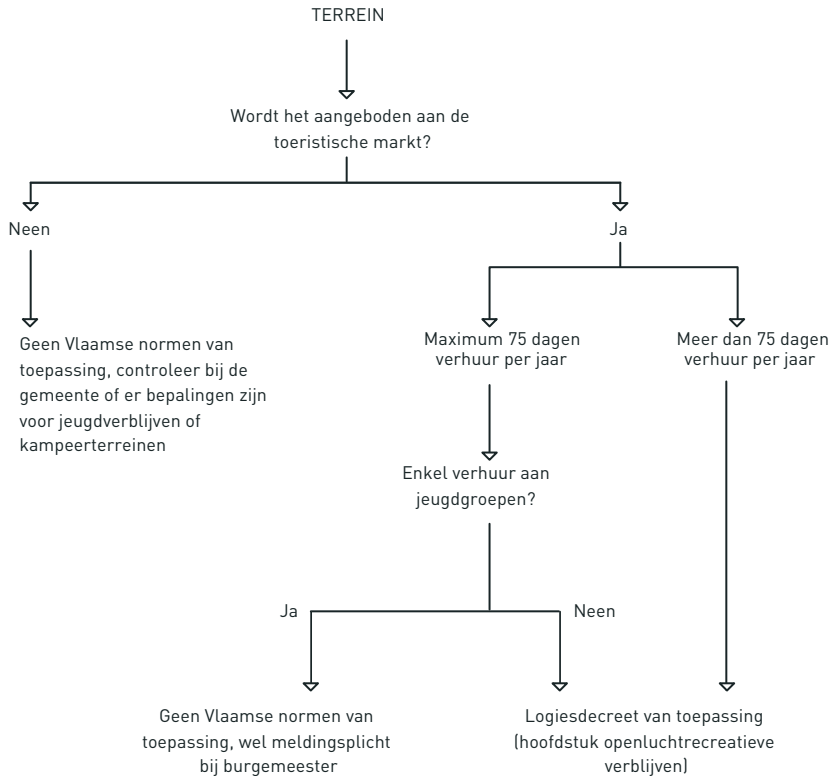 TERREIN
Wordt het aangeboden aan de
toeristische markt?
Neen
Ja
Geen Vlaamse normen van
toepassing, controleer bij de
gemeente of er bepalingen zijn
voor jeugdverblijven of
kampeerterreinen
Maximum 75 dagen
verhuur per jaar
Meer dan 75 dagen
verhuur per jaar
Enkel verhuur aan
jeugdgroepen?
Ja
Neen
Geen Vlaamse normen van
toepassing, wel meldingsplicht
bij burgemeester
Logiesdecreet van toepassing
(hoofdstuk openluchtrecreatieve
verblijven)